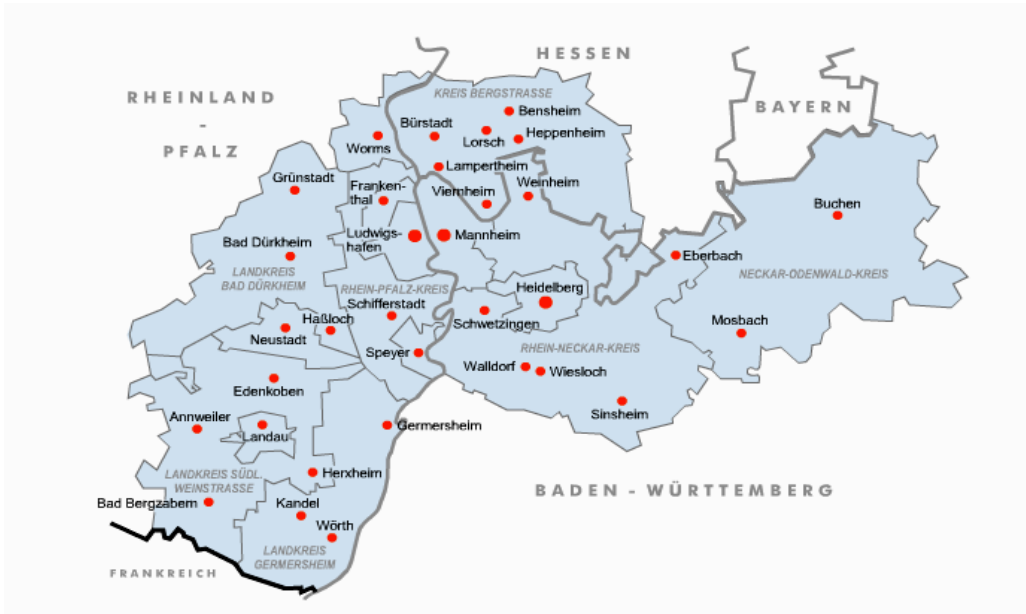 HESSEN
RHEINLAND
-
PFALZ
BAYERN
KREIS BERGSTRASSE
Bensheim
Bürstadt
Lorsch
Heppenheim
Worms
Lampertheim
Grünstadt
Franken-
thal
Viernheim
Weinheim
Buchen
Ludwigs-
hafen
Mannheim
Bad Dürkheim
Eberbach
LANDKREIS
BAD DÜRKHEIM
NECKAR-ODENWALD-KREIS
RHEIN-PFALZ-KREIS
Schifferstadt
Heidelberg
Schwetzingen
Haßloch
Neustadt
Mosbach
Speyer
RHEIN-NECKAR-KREIS
Walldorf
Wiesloch
Edenkoben
Sinsheim
Annweiler
Landau
Germersheim
LANDKREIS SÜDL.
WEINSTRASSE
Herxheim
BADEN - WÜRTTEMBERG
Bad Bergzabern
Kandel
Wörth
LANDKREIS
GERMERSHEIM
FRANKREICH